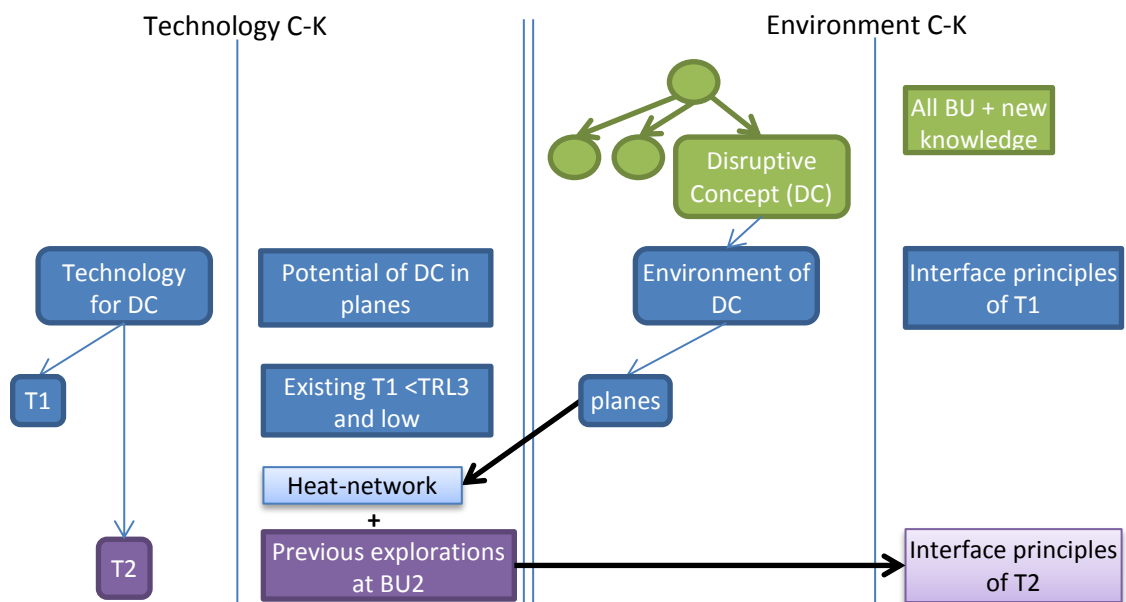 Technology C-K
Environment C-K
All BU + new
knowledge
Disruptive
Concept (DC)
Technology
for DC
Potential of DC in
planes
Environment of
DC
Interface principles
of T1
T1
Existing T1 <TRL3
and low
planes
Heat-network
+
T2
Previous explorations
at BU2
Interface principles
of T2